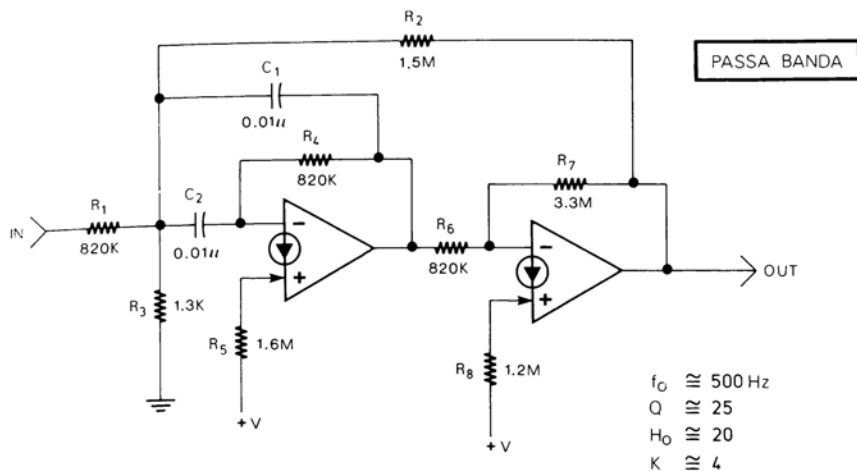 R2
1.5M
PASSA BANDA
C1
0.01u
R4
820K
R7
3.3M
IN
R1
820K
C2
0.01u
R6
820K
OUT
R3
1.3K
R5
1.6M
R8
1.2M
+V
+V
− + − +
fo ≅ 500 Hz
Q ≅ 25
Ho ≅ 20
K ≅ 4